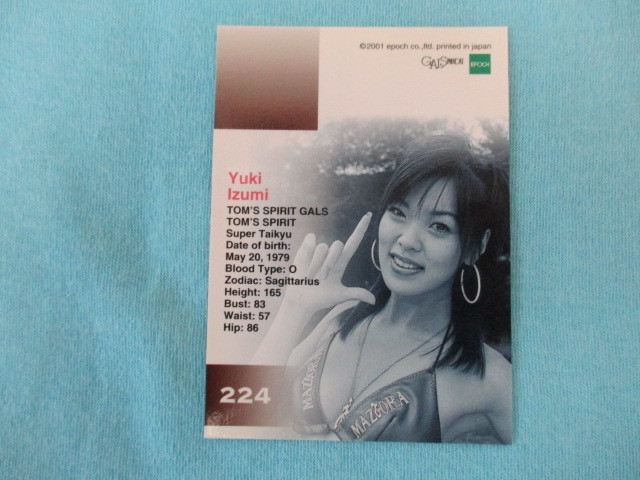 ©2001 epoch co.,ltd. printed in japan
EPOCH
Yuki
Izumi
TOM'S SPIRIT GALS
TOM'S SPIRIT
Super Taikyu
Date of birth:
May 20, 1979
Blood Type: O
Zodiac: Sagittarius
Height: 165
Bust: 83
Waist: 57
Hip: 86
MAZIORA
MAZIORA
224